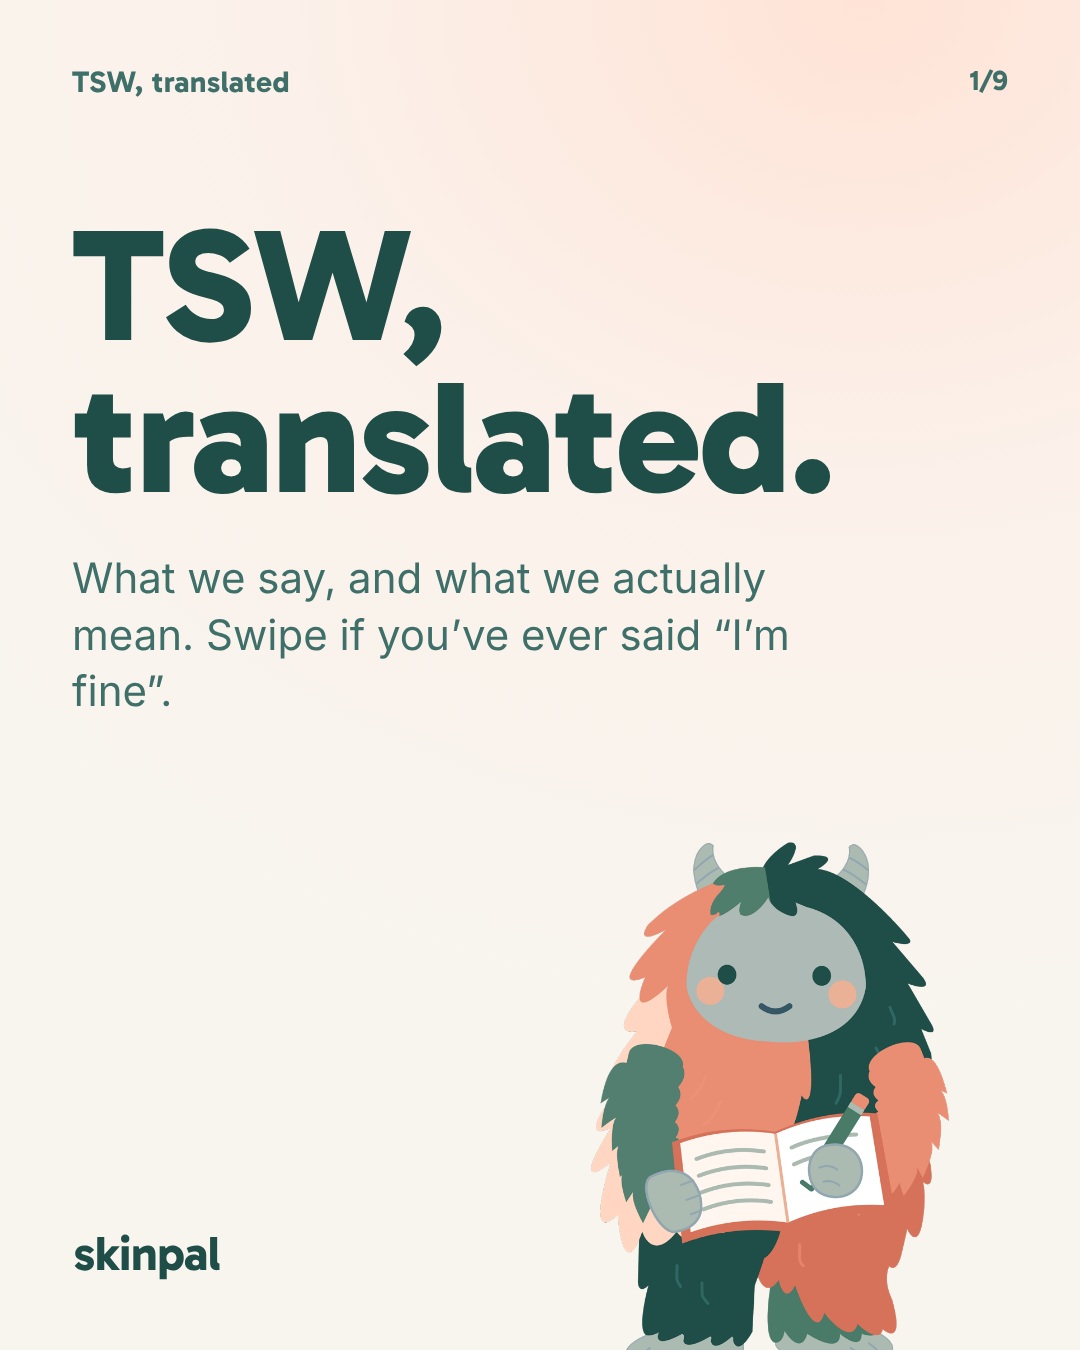 TSW, translated
1/9
TSW,
translated.
What we say, and what we actually
mean. Swipe if you’ve ever said “I’m
fine”.
skinpal